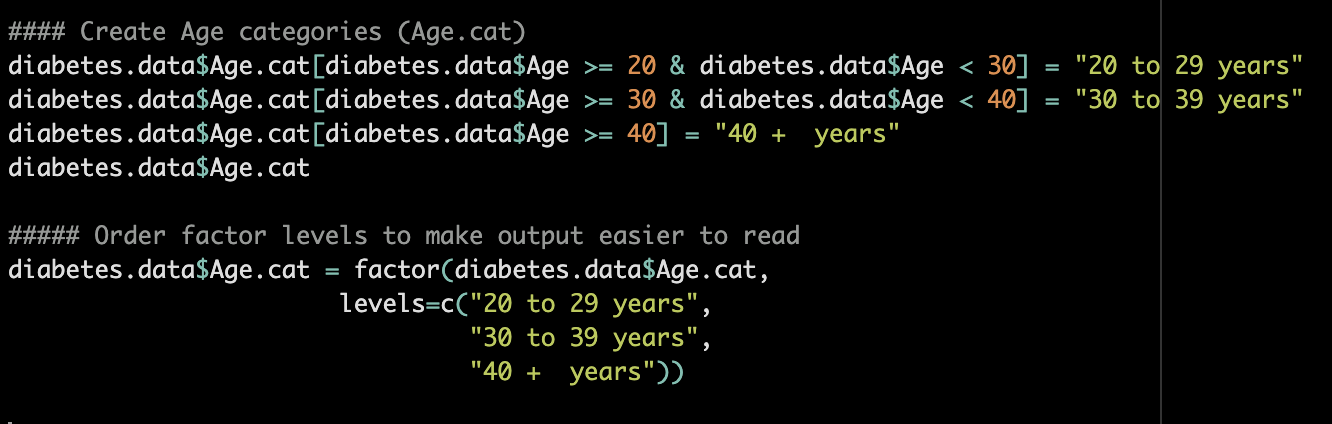 #### Create Age categories (Age.cat)
diabetes.data$Age.cat[diabetes.data$Age >= 20 & diabetes.data$Age < 30] = "20 to 29 years"
diabetes.data$Age.cat[diabetes.data$Age >= 30 & diabetes.data$Age < 40] = "30 to 39 years"
diabetes.data$Age.cat[diabetes.data$Age >= 40] = "40 +  years"
diabetes.data$Age.cat
##### Order factor levels to make output easier to read
diabetes.data$Age.cat = factor(diabetes.data$Age.cat,
levels=c("20 to 29 years",
"30 to 39 years",
"40 +  years"))